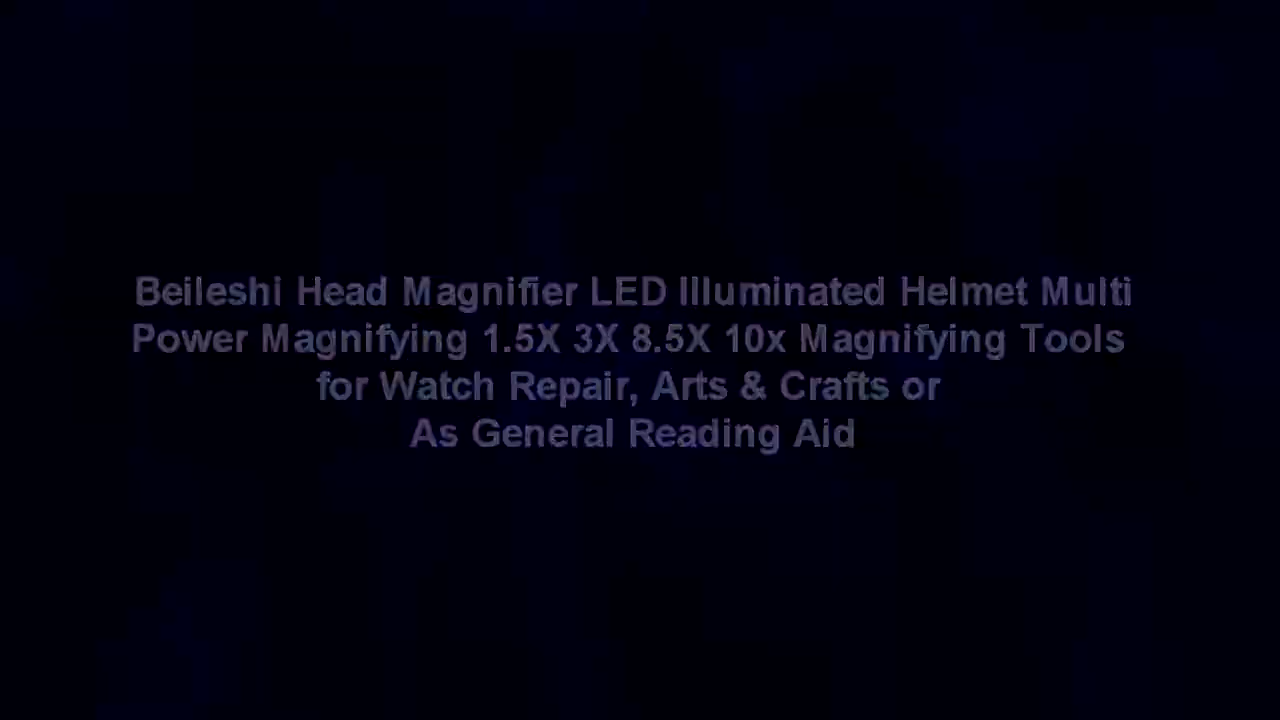 Beileshi Head Magnifier LED Illuminated Helmet Multi
Power Magnifying 1.5X 3X 8.5X 10x Magnifying Tools
for Watch Repair, Arts & Crafts or
As General Reading Aid